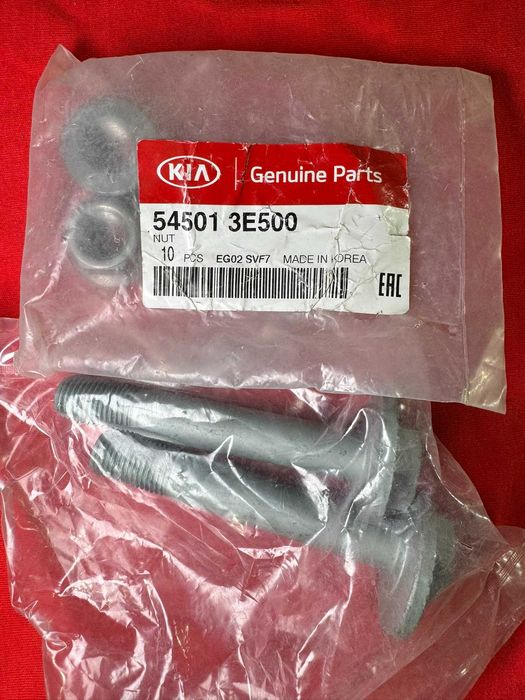 KIA Genuine Parts
54501 3E500
NUT
10 PCS EG02 SVF7 MADE IN KOREA
EAC